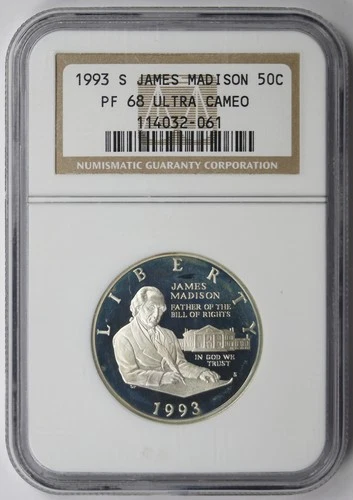 1993 S JAMES MADISON 50C
PF 68 ULTRA CAMEO
114032-061
NUMISMATIC GUARANTY CORPORATION
LIBERTY
JAMES
MADISON
FATHER OF THE
BILL OF RIGHTS
IN GOD WE
TRUST
S
1993